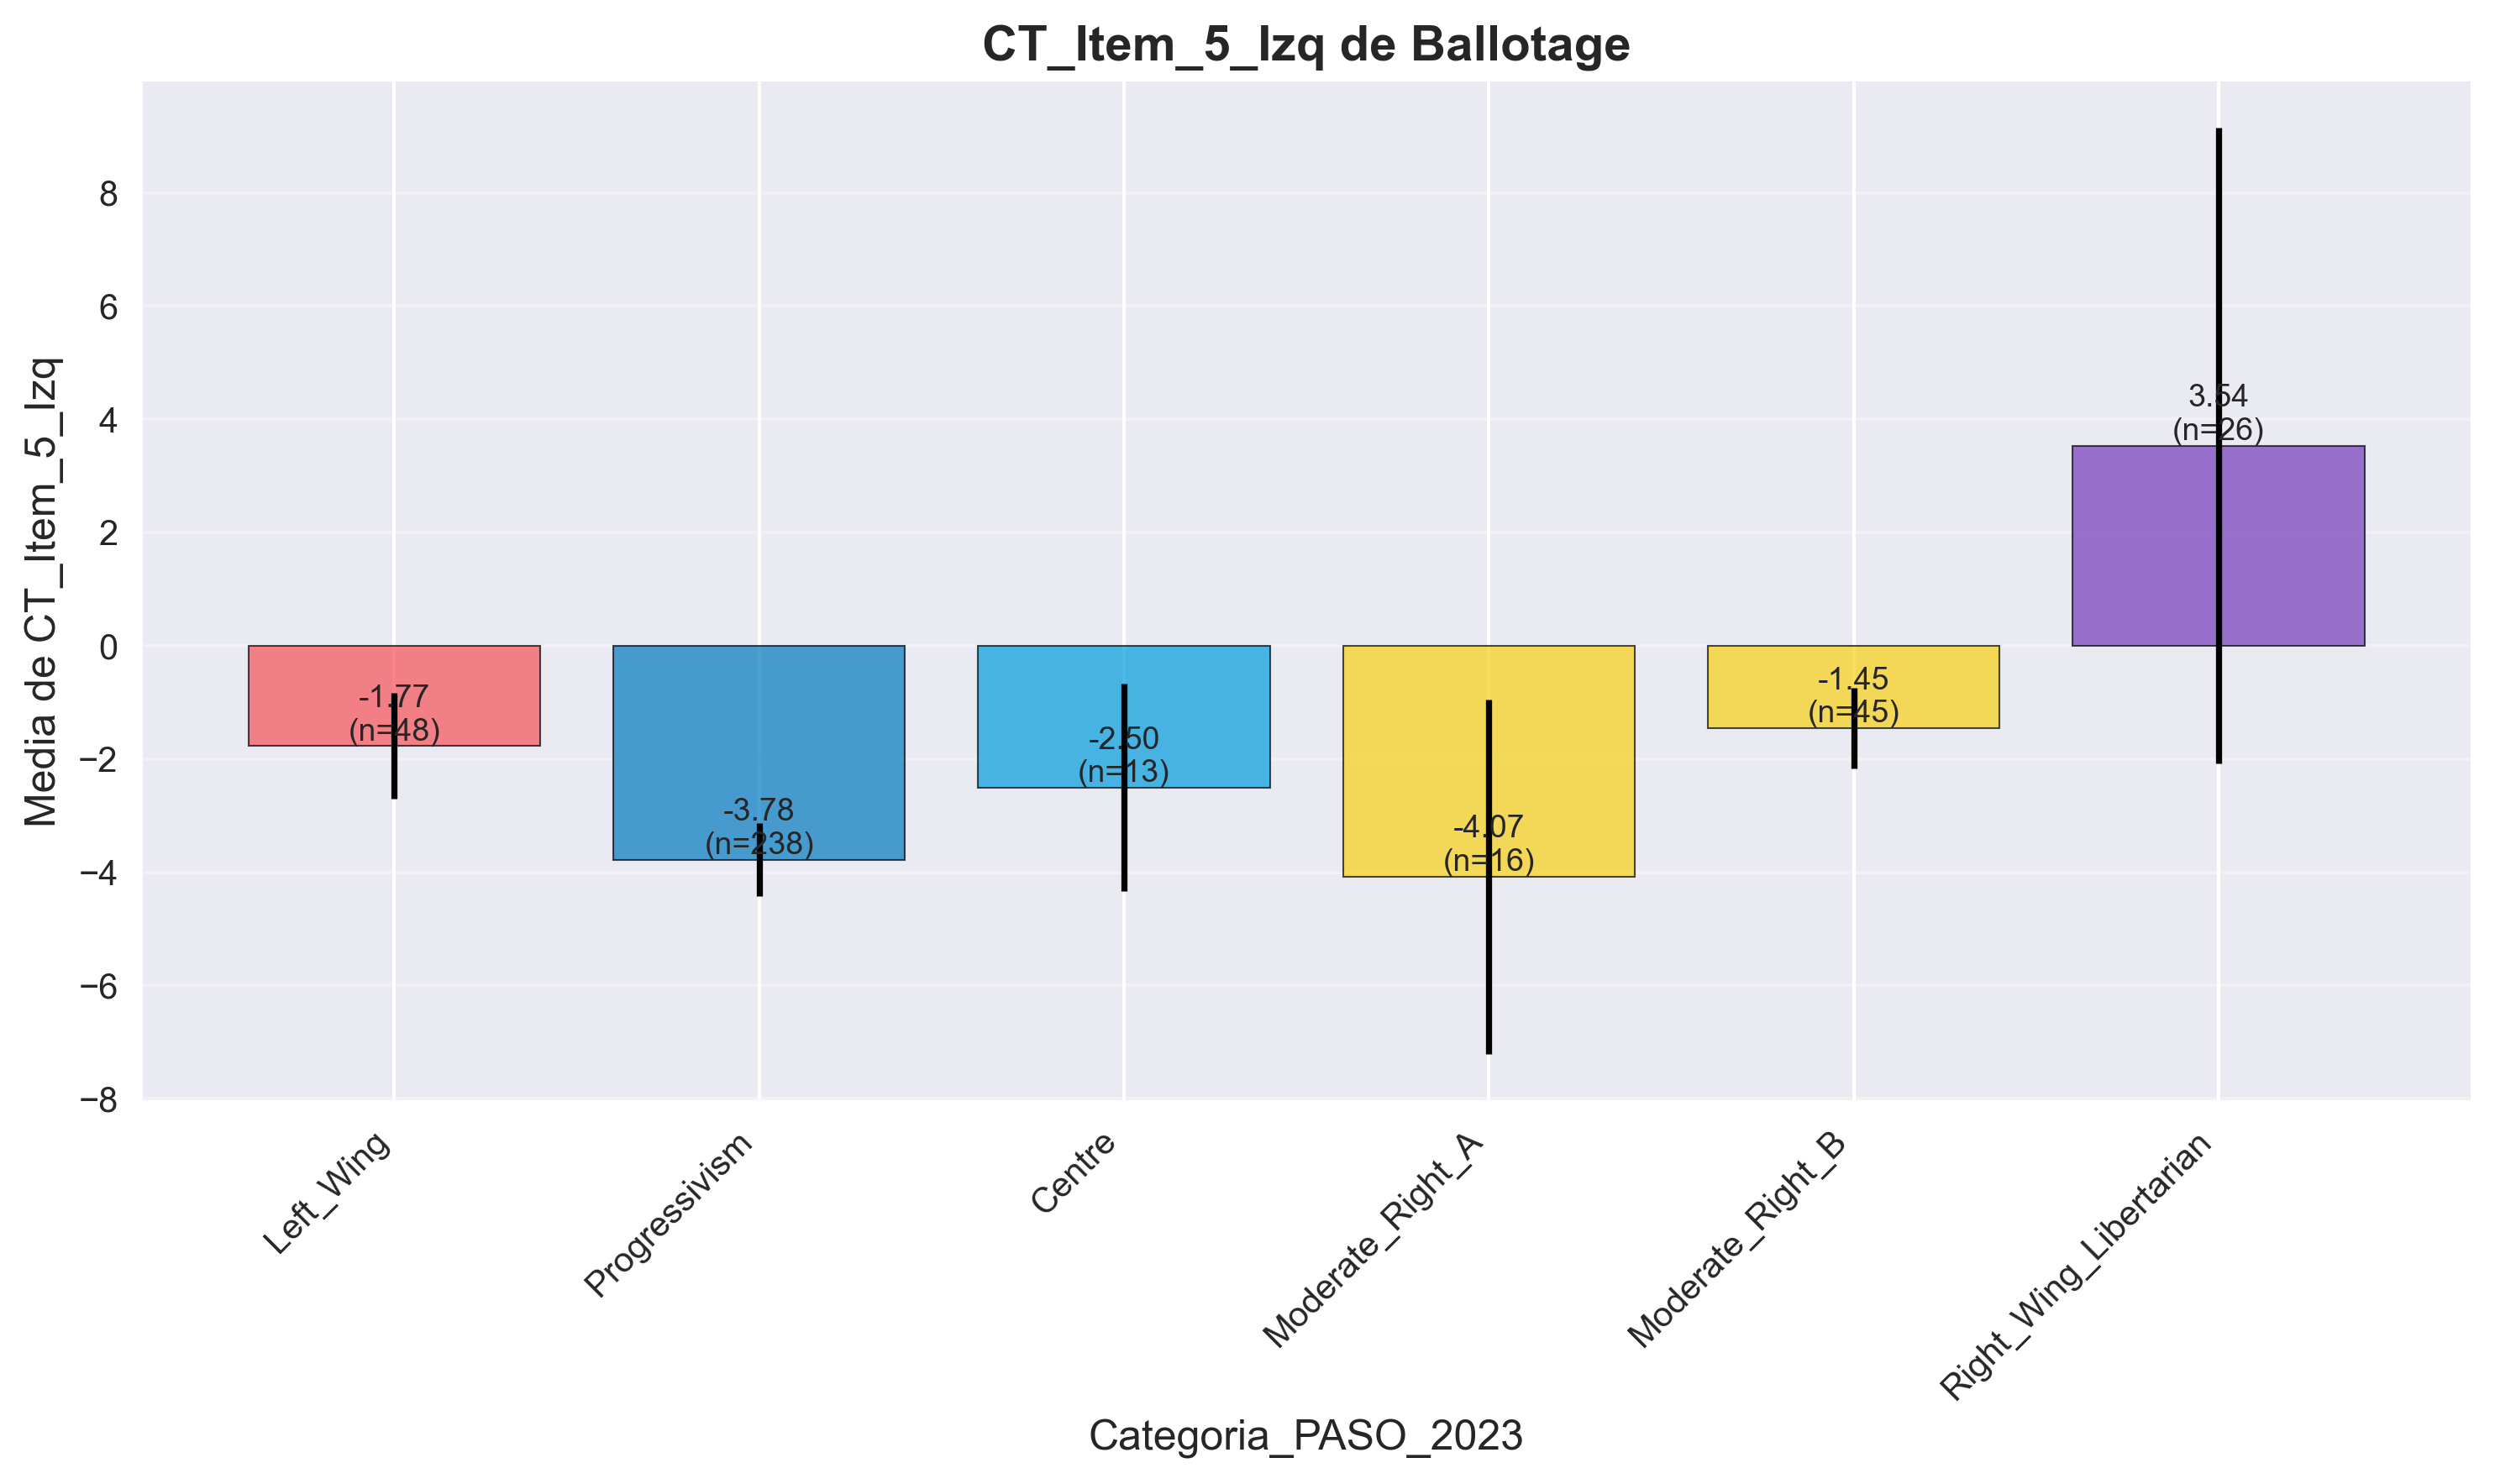 CT_Item_5_Izq de Ballotage
Media de CT_Item_5_Izq
8
6
4
2
0
−2
−4
−6
−8
-1.77
(n=48)
-3.78
(n=238)
-2.50
(n=13)
-4.07
(n=16)
-1.45
(n=45)
3.54
(n=26)
Left_Wing
Progressivism
Centre
Moderate_Right_A
Moderate_Right_B
Right_Wing_Libertarian
Categoria_PASO_2023